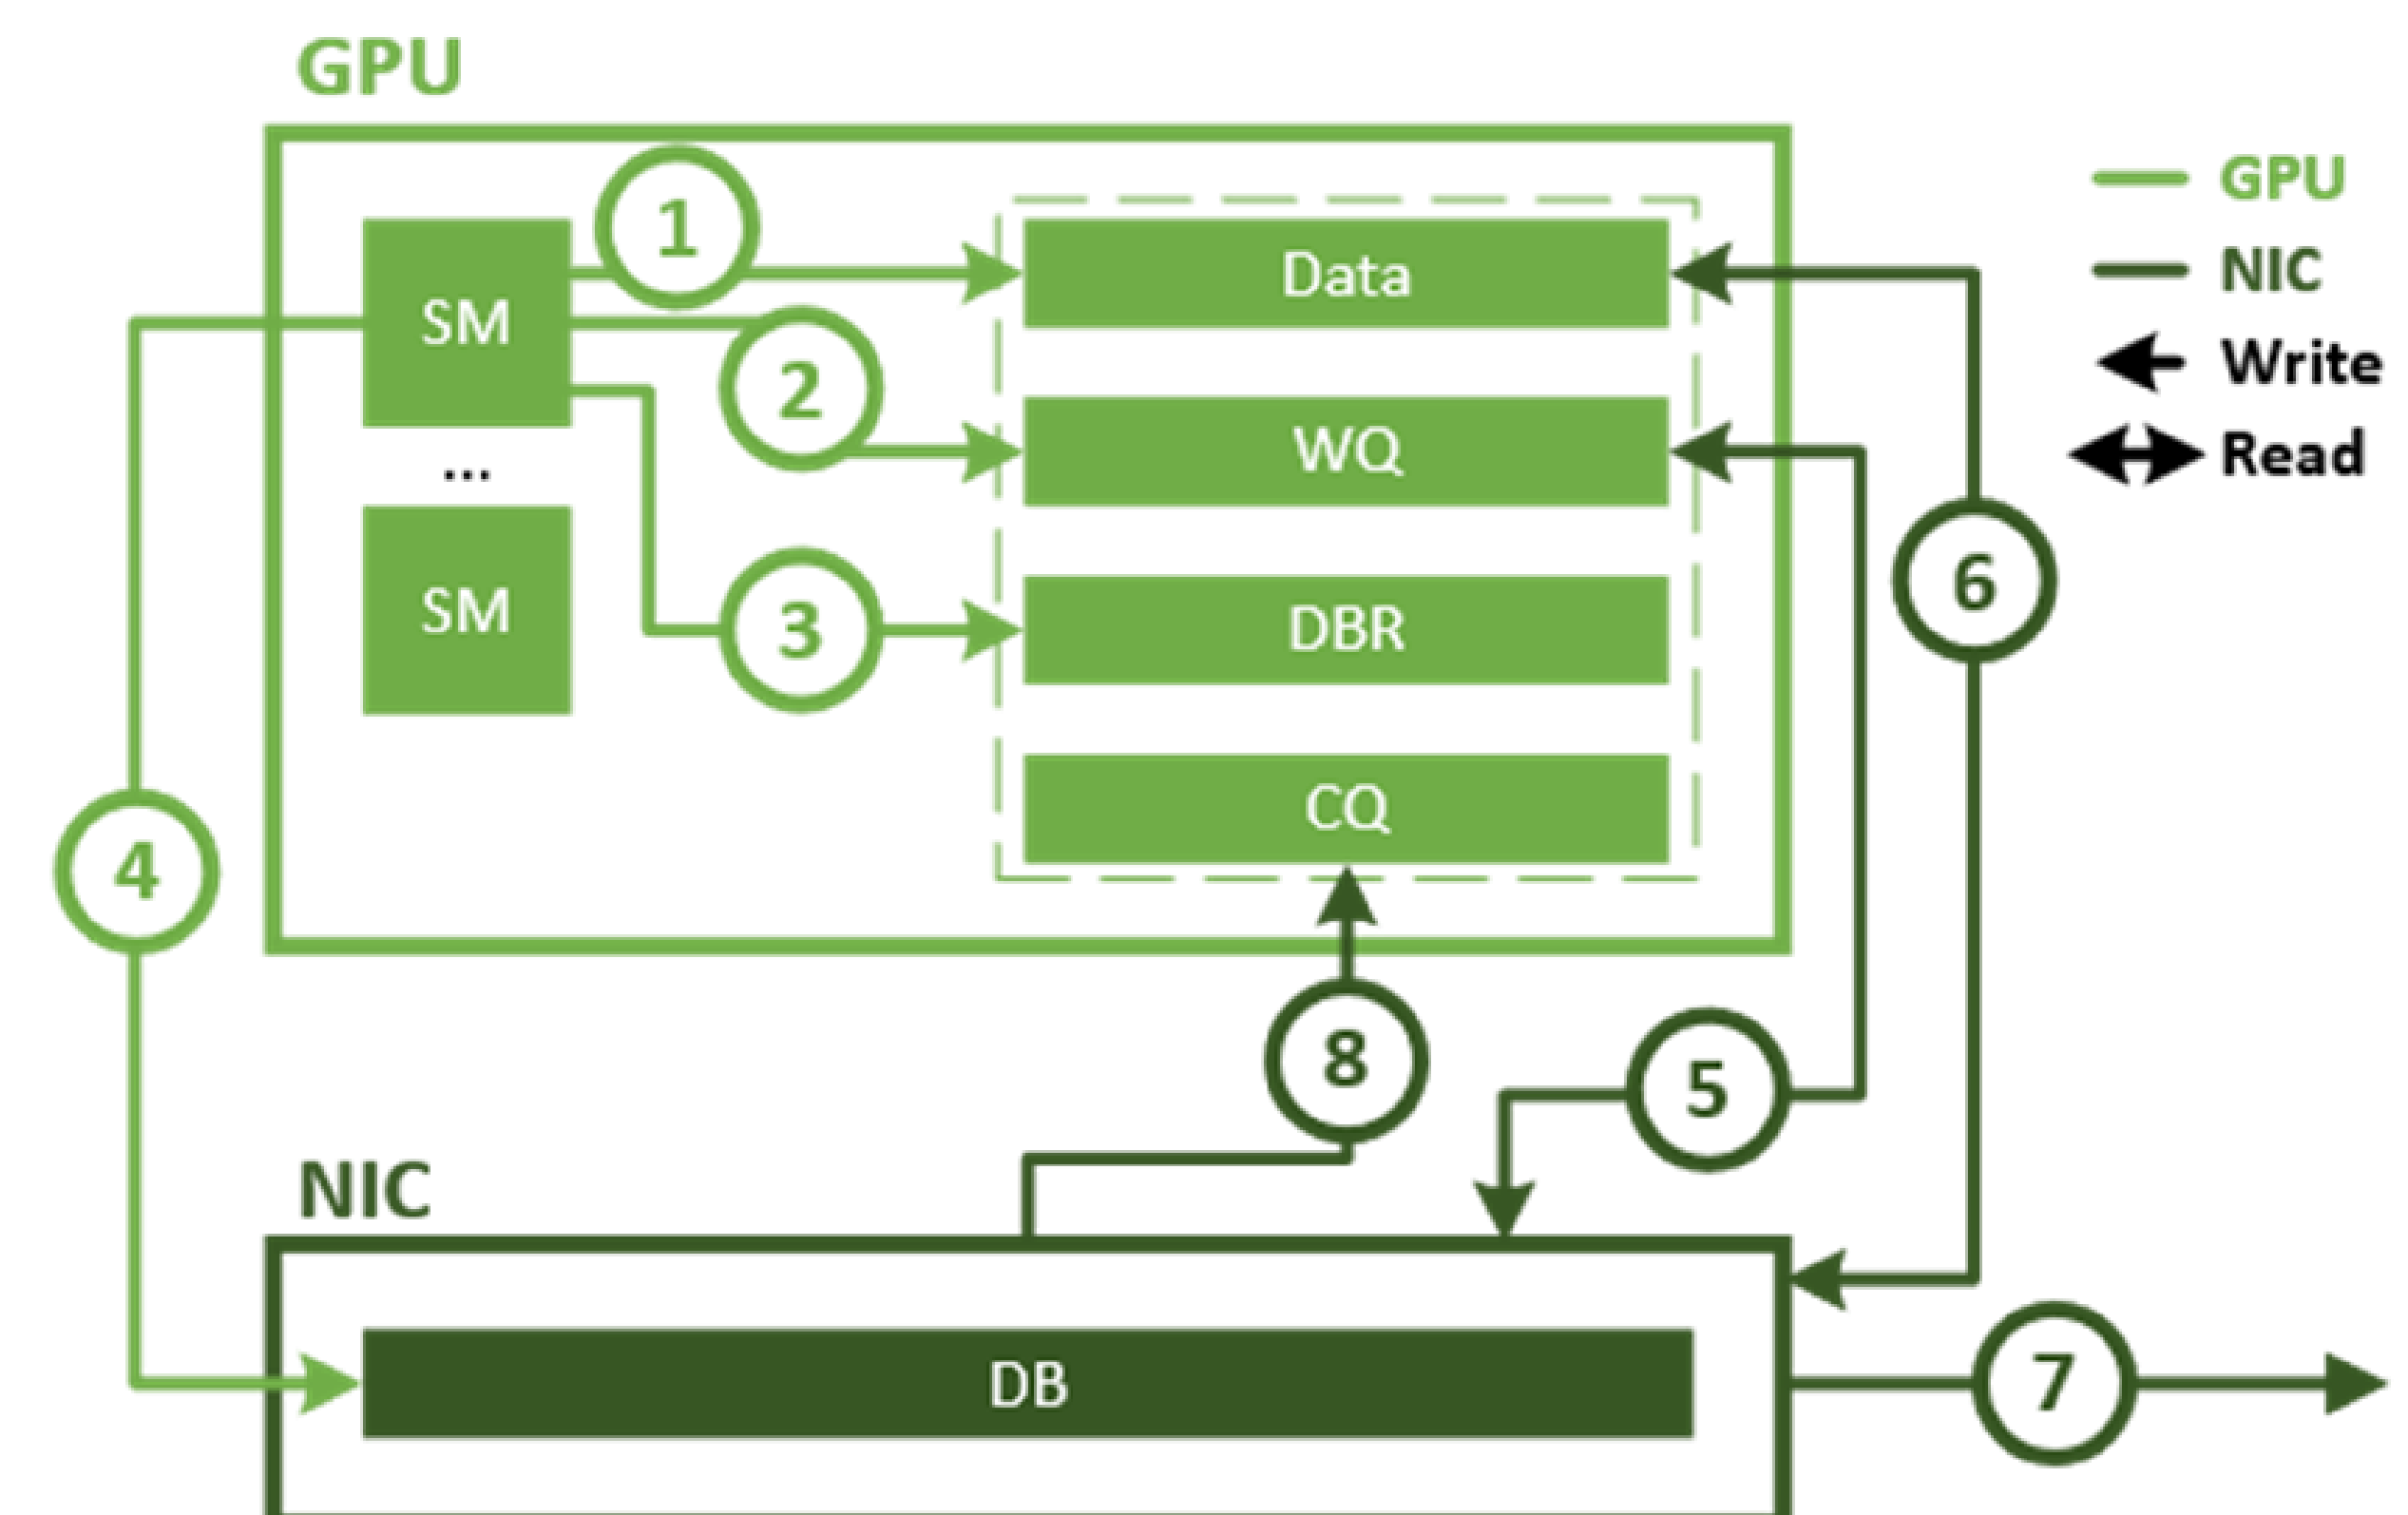 GPU
1
SM
Data
2
WQ
...
SM
3
DBR
CQ
4
8
5
6
NIC
DB
7
GPU
NIC
Write
Read